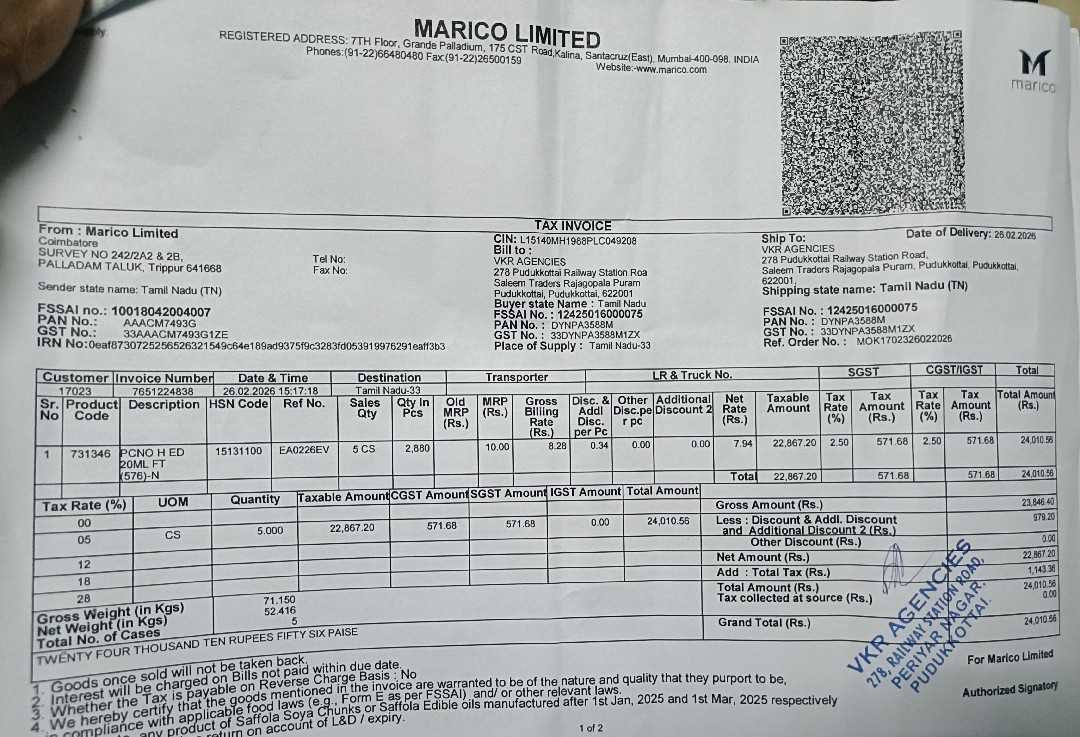 MARICO LIMITED
REGISTERED ADDRESS: 7TH Floor, Grande Palladium, 175 CST Road,Kalina, Santacruz(East), Mumbai-400-098. INDIA
Phones:(91-22)66480480 Fax:(91-22)26500159
Website:-www.marico.com
marico
TAX INVOICE
From : Marico Limited
Coimbatore
SURVEY NO 242/2A2 & 2B,
PALLADAM TALUK, Trippur 641668
Tel No:
Fax No:
Sender state name: Tamil Nadu (TN)
FSSAI no.: 10018042004007
PAN No.: AAACM7493G
GST No.: 33AAACM7493G1ZE
IRN No:0eaf8730725256526321549c64e189ad9375f9c3283fd053919976291eaff3b3
CIN: L15140MH1988PLC049208
Bill to :
VKR AGENCIES
278 Pudukkottai Railway Station Roa
Saleem Traders Rajagopala Puram
Pudukkottai, Pudukkottai, 622001
Buyer state Name : Tamil Nadu
FSSAI No. : 12425016000075
PAN No. : DYNPA3588M
GST No. : 33DYNPA3588M1ZX
Place of Supply : Tamil Nadu-33
Ship To:
Date of Delivery: 26.02.2026
VKR AGENCIES
278 Pudukkottai Railway Station Road,
Saleem Traders Rajagopala Puram, Pudukkottai, Pudukkottai,
622001,
Shipping state name: Tamil Nadu (TN)
FSSAI No. : 12425016000075
PAN No. : DYNPA3588M
GST No. : 33DYNPA3588M1ZX
Ref. Order No. : MOK1702326022026
Customer Invoice Number Date & Time Destination Transporter LR & Truck No. SGST CGST/IGST Total
17023 7651224838 26.02.2026 15:17:18 Tamil Nadu-33
Sr. No Product Code Description HSN Code Ref No. Sales Qty Qty in Pcs Old MRP (Rs.) MRP (Rs.) Gross Billing Rate (Rs.) Disc. & Addl Disc. per Pc Other Disc.pe r pc Additional Discount 2 Net Rate (Rs.) Taxable Amount Tax Rate (%) Tax Amount (Rs.) Tax Rate (%) Tax Amount (Rs.) Total Amount (Rs.)
1 731346 PCNO H ED 20ML FT (576)-N 15131100 EA0226EV 5 CS 2,880 10.00 8.28 0.34 0.00 0.00 7.94 22,867.20 2.50 571.68 2.50 571.68 24,010.56
Total 22,867.20 571.68 571.68 24,010.56
Tax Rate (%) UOM Quantity Taxable Amount CGST Amount SGST Amount IGST Amount Total Amount
00
05 CS 5.000 22,867.20 571.68 571.68 0.00 24,010.56
12
18
28
Gross Weight (in Kgs) 71.150
Net Weight (in Kgs) 52.416
Total No. of Cases 5
Gross Amount (Rs.) 23,846.40
Less : Discount & Addl. Discount and Additional Discount 2 (Rs.) 979.20
Other Discount (Rs.) 0.00
Net Amount (Rs.) 22,867.20
Add : Total Tax (Rs.) 1,143.36
Total Amount (Rs.) 24,010.56
Tax collected at source (Rs.) 0.00
Grand Total (Rs.) 24,010.56
TWENTY FOUR THOUSAND TEN RUPEES FIFTY SIX PAISE
VKR AGENCIES
278, RAILWAY STATION ROAD,
PERIYAR NAGAR.
PUDUKKOTTAI.
For Marico Limited
Authorized Signatory
1. Goods once sold will not be taken back.
2. Interest will be charged on Bills not paid within due date.
3. Whether the Tax is payable on Reverse Charge Basis : No
4. We hereby certify that the goods mentioned in the invoice are warranted to be of the nature and quality that they purport to be,
in compliance with applicable food laws (e.g., Form E as per FSSAI) and/ or other relevant laws.
any product of Saffola Soya Chunks or Saffola Edible oils manufactured after 1st Jan, 2025 and 1st Mar, 2025 respectively
return on account of L&D / expiry.
1 of 2